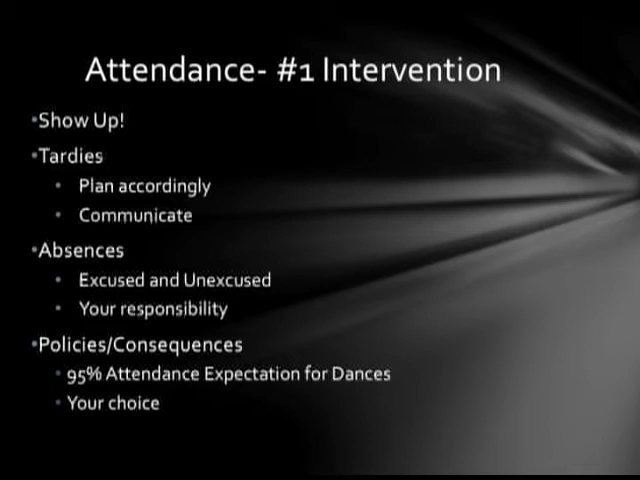 Attendance- #1 Intervention
•Show Up!
•Tardies
• Plan accordingly
• Communicate
•Absences
• Excused and Unexcused
• Your responsibility
•Policies/Consequences
• 95% Attendance Expectation for Dances
• Your choice